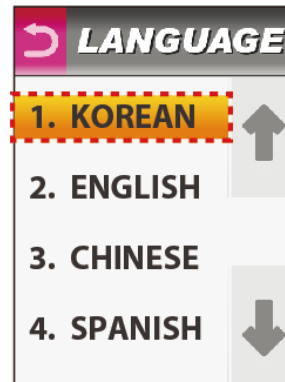 LANGUAGE
1. KOREAN
2. ENGLISH
3. CHINESE
4. SPANISH